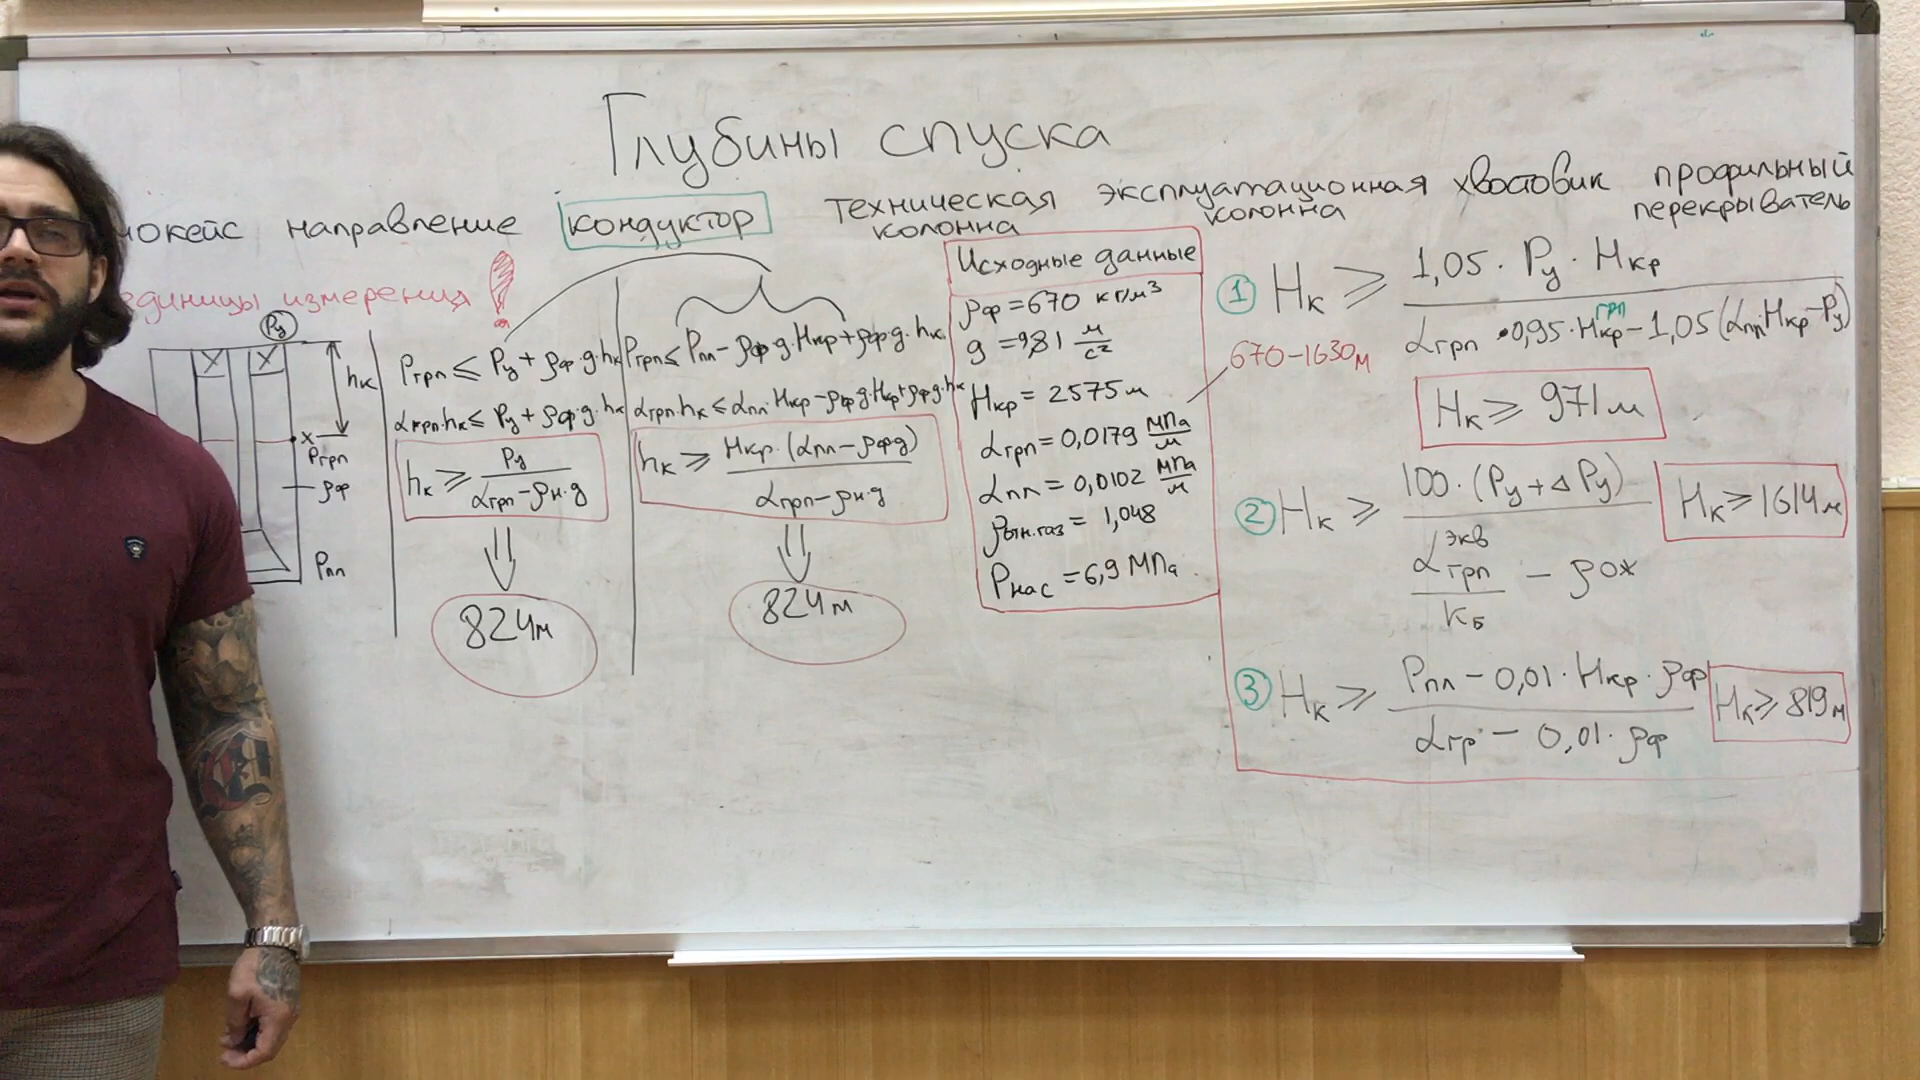 Глубины спуска
направление кондуктор техническая колонна эксплуатационная колонна хвостовик профильный перекрыватель
единицы измерения !
Pу
hк
x
Pгрп
ρф
Pпл
Pгрп ≤ Pу + ρф·g·hк
αгрп·hк ≤ Pу + ρф·g·hк
hк ≥ Pу / (αгрп − ρн·g)
824м
Pгрп ≤ Pпл − ρф·g·Hкр + ρф·g·hк
αгрп·hк ≤ αпл·Hкр − ρф·g·Hкр + ρф·g·hк
hк ≥ Hкр·(αпл − ρф·g) / (αгрп − ρн·g)
824м
Исходные данные
ρф = 670 кг/м³
g = 9,81 м/с²
Hкр = 2575 м
αгрп = 0,0179 МПа/м
670-1630м
αпл = 0,0102 МПа/м
ρотн.газ = 1,048
Pнас = 6,9 МПа
① Hк ≥ 1,05·Pу·Hкр / (αгрп·0,95·Hкр ГРП − 1,05(αпл·Hкр − Pу))
Hк ≥ 971м
② Hк ≥ 100·(Pу + ΔPу) / (αгрп экв / Kб − ρож)
Hк ≥ 1614м
③ Hк ≥ (Pпл − 0,01·Hкр·ρф) / (αгр − 0,01·ρф)
Hк ≥ 819м